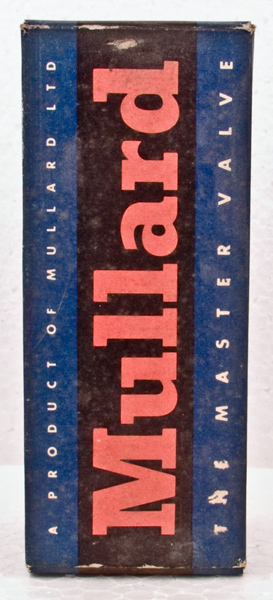 A PRODUCT OF MULLARD LTD
Mullard
THE MASTER VALVE